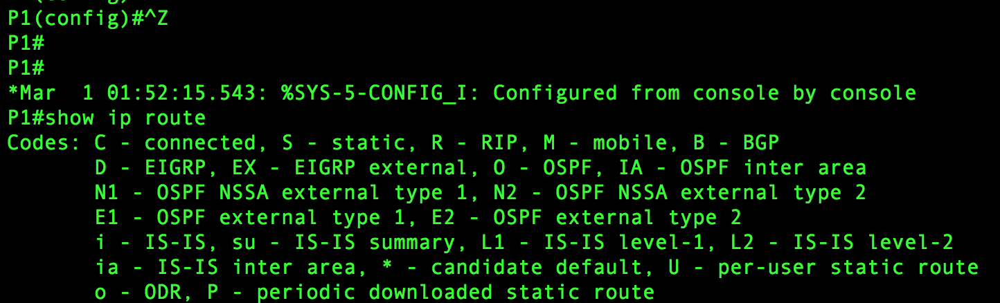 P1(config)#^Z
P1#
P1#
*Mar  1 01:52:15.543: %SYS-5-CONFIG_I: Configured from console by console
P1#show ip route
Codes: C - connected, S - static, R - RIP, M - mobile, B - BGP
       D - EIGRP, EX - EIGRP external, O - OSPF, IA - OSPF inter area
       N1 - OSPF NSSA external type 1, N2 - OSPF NSSA external type 2
       E1 - OSPF external type 1, E2 - OSPF external type 2
       i - IS-IS, su - IS-IS summary, L1 - IS-IS level-1, L2 - IS-IS level-2
       ia - IS-IS inter area, * - candidate default, U - per-user static route
       o - ODR, P - periodic downloaded static route